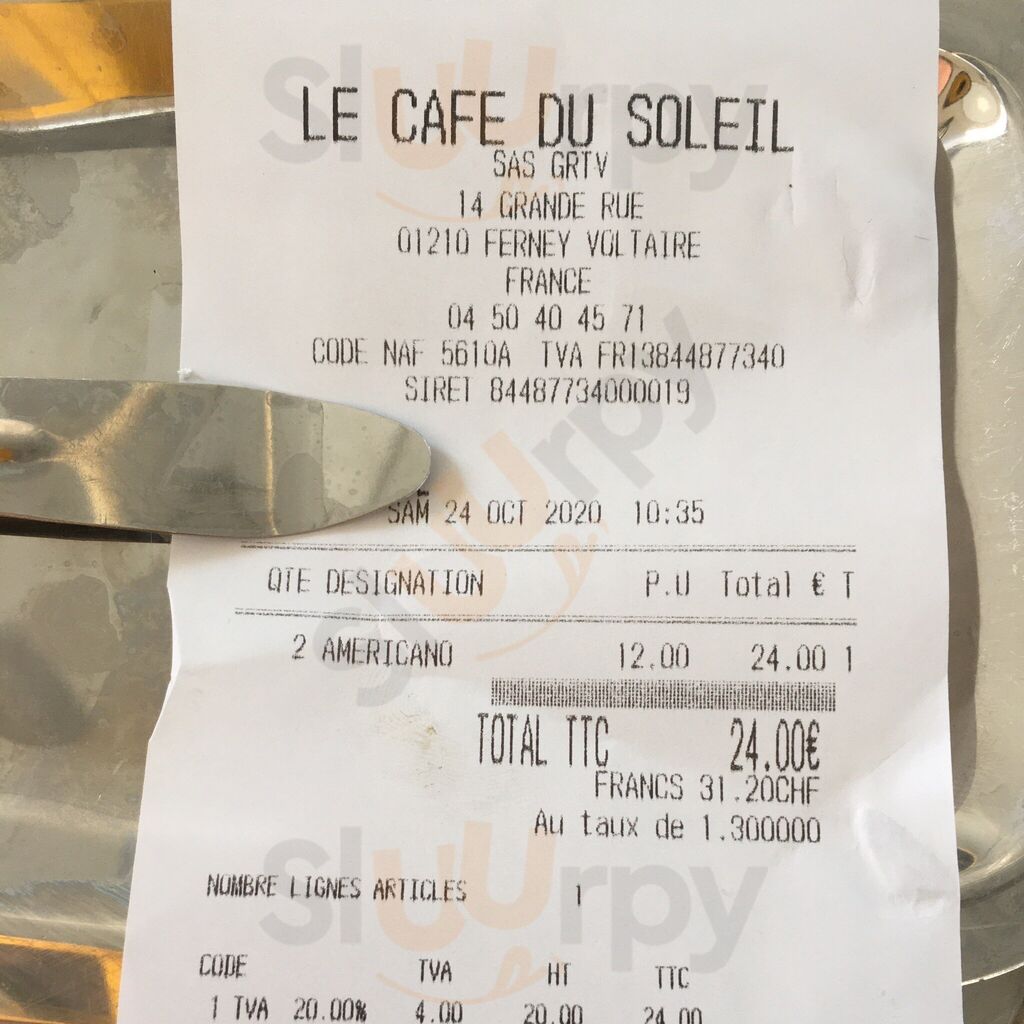 LE CAFE DU SOLEIL
SAS GRTV
14 GRANDE RUE
01210 FERNEY VOLTAIRE
FRANCE
04 50 40 45 71
CODE NAF 5610A TVA FR13844877340
SIRET 84487734000019
SAM 24 OCT 2020 10:35
QTE DESIGNATION P.U Total € T
2 AMERICANO 12.00 24.00 1
TOTAL TTC 24.00€
FRANCS 31.20CHF
Au taux de 1.300000
NOMBRE LIGNES ARTICLES 1
CODE TVA HT TTC
1 TVA 20.00% 4.00 20.00 24.00
Sluurpy
Sluurpy
Sluurpy